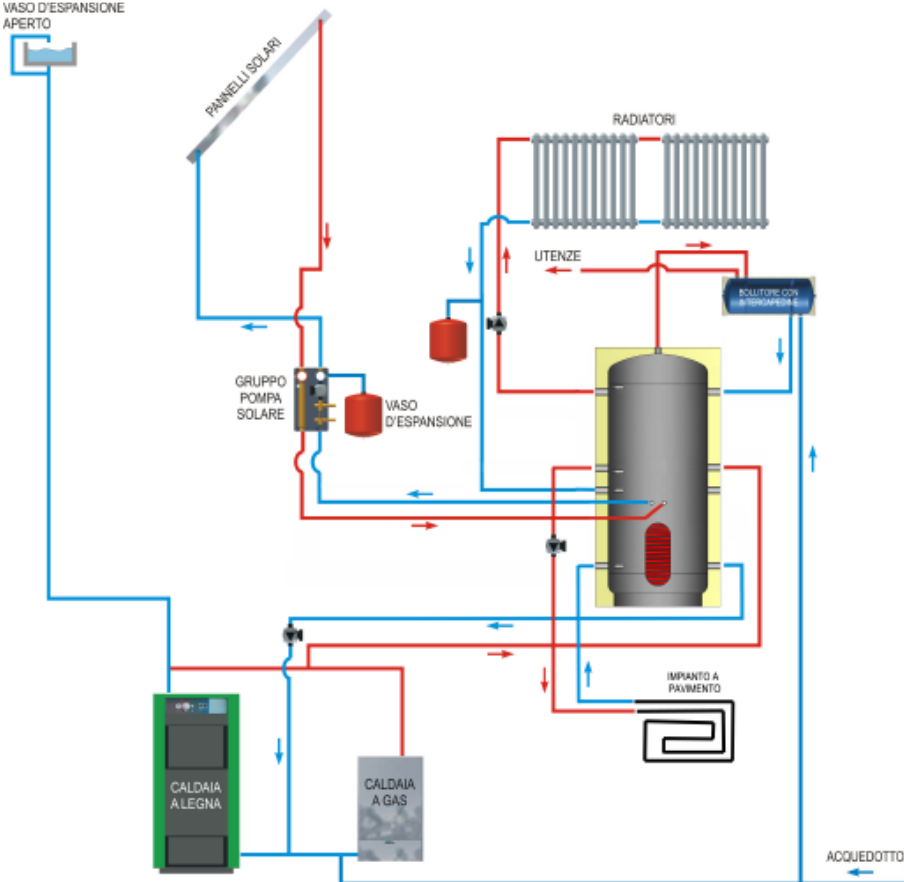 VASO D'ESPANSIONE
APERTO
PANNELLI SOLARI
RADIATORI
UTENZE
BOLLITORE CON
INTERCAPEDINE
GRUPPO
POMPA
SOLARE
VASO
D'ESPANSIONE
IMPIANTO A
PAVIMENTO
CALDAIA
A LEGNA
CALDAIA
A GAS
ACQUEDOTTO